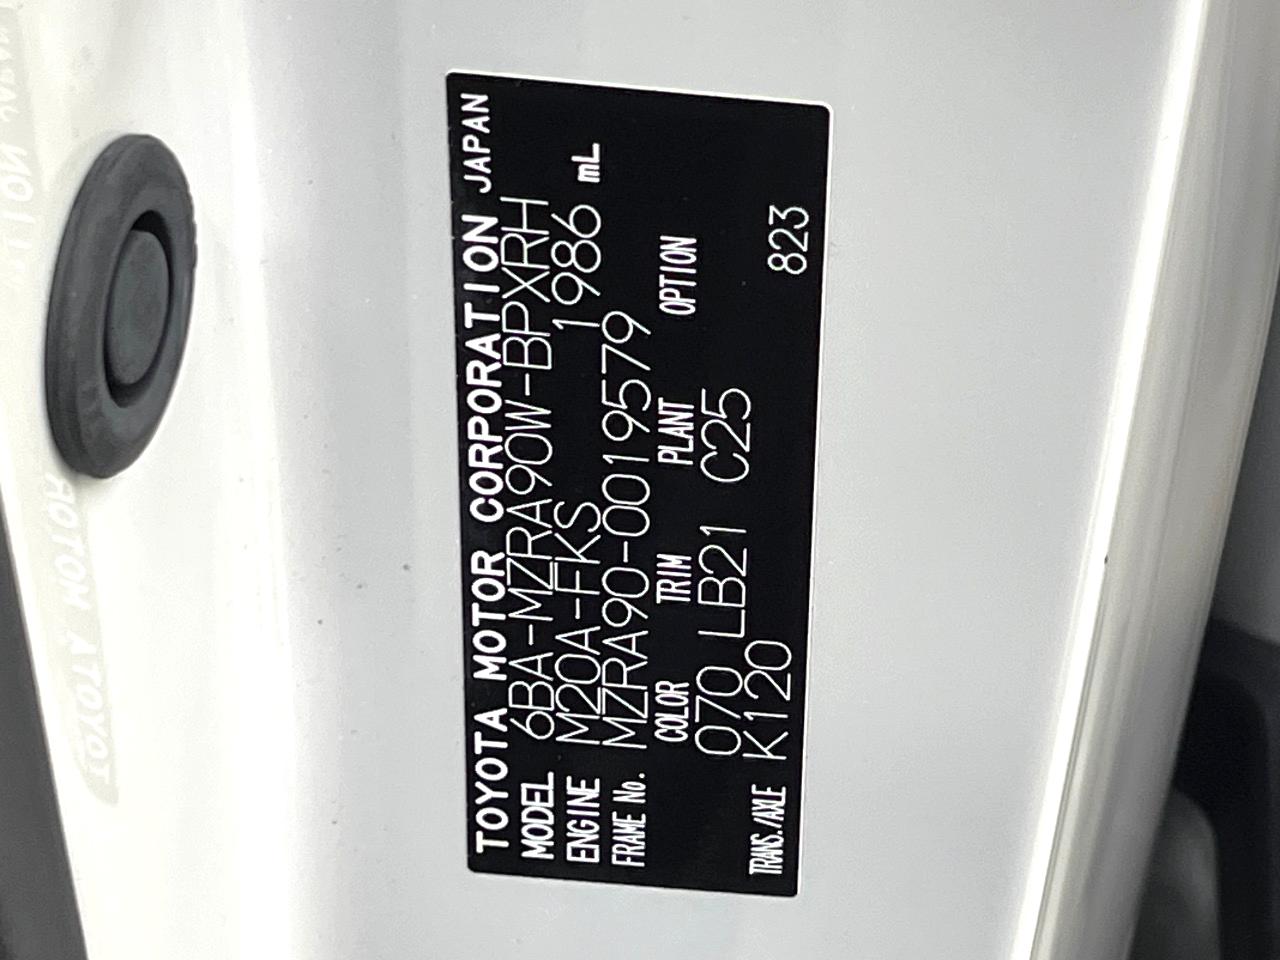 TOYOTA MOTOR CORPORATION JAPAN
MODEL 6BA-MZRA90W-BPXRH
ENGINE M20A-FKS 1986 mL
FRAME No. MZRA90-0019579
COLOR TRIM PLANT OPTION
070 LB21 C25
TRANS./AXLE K120 823